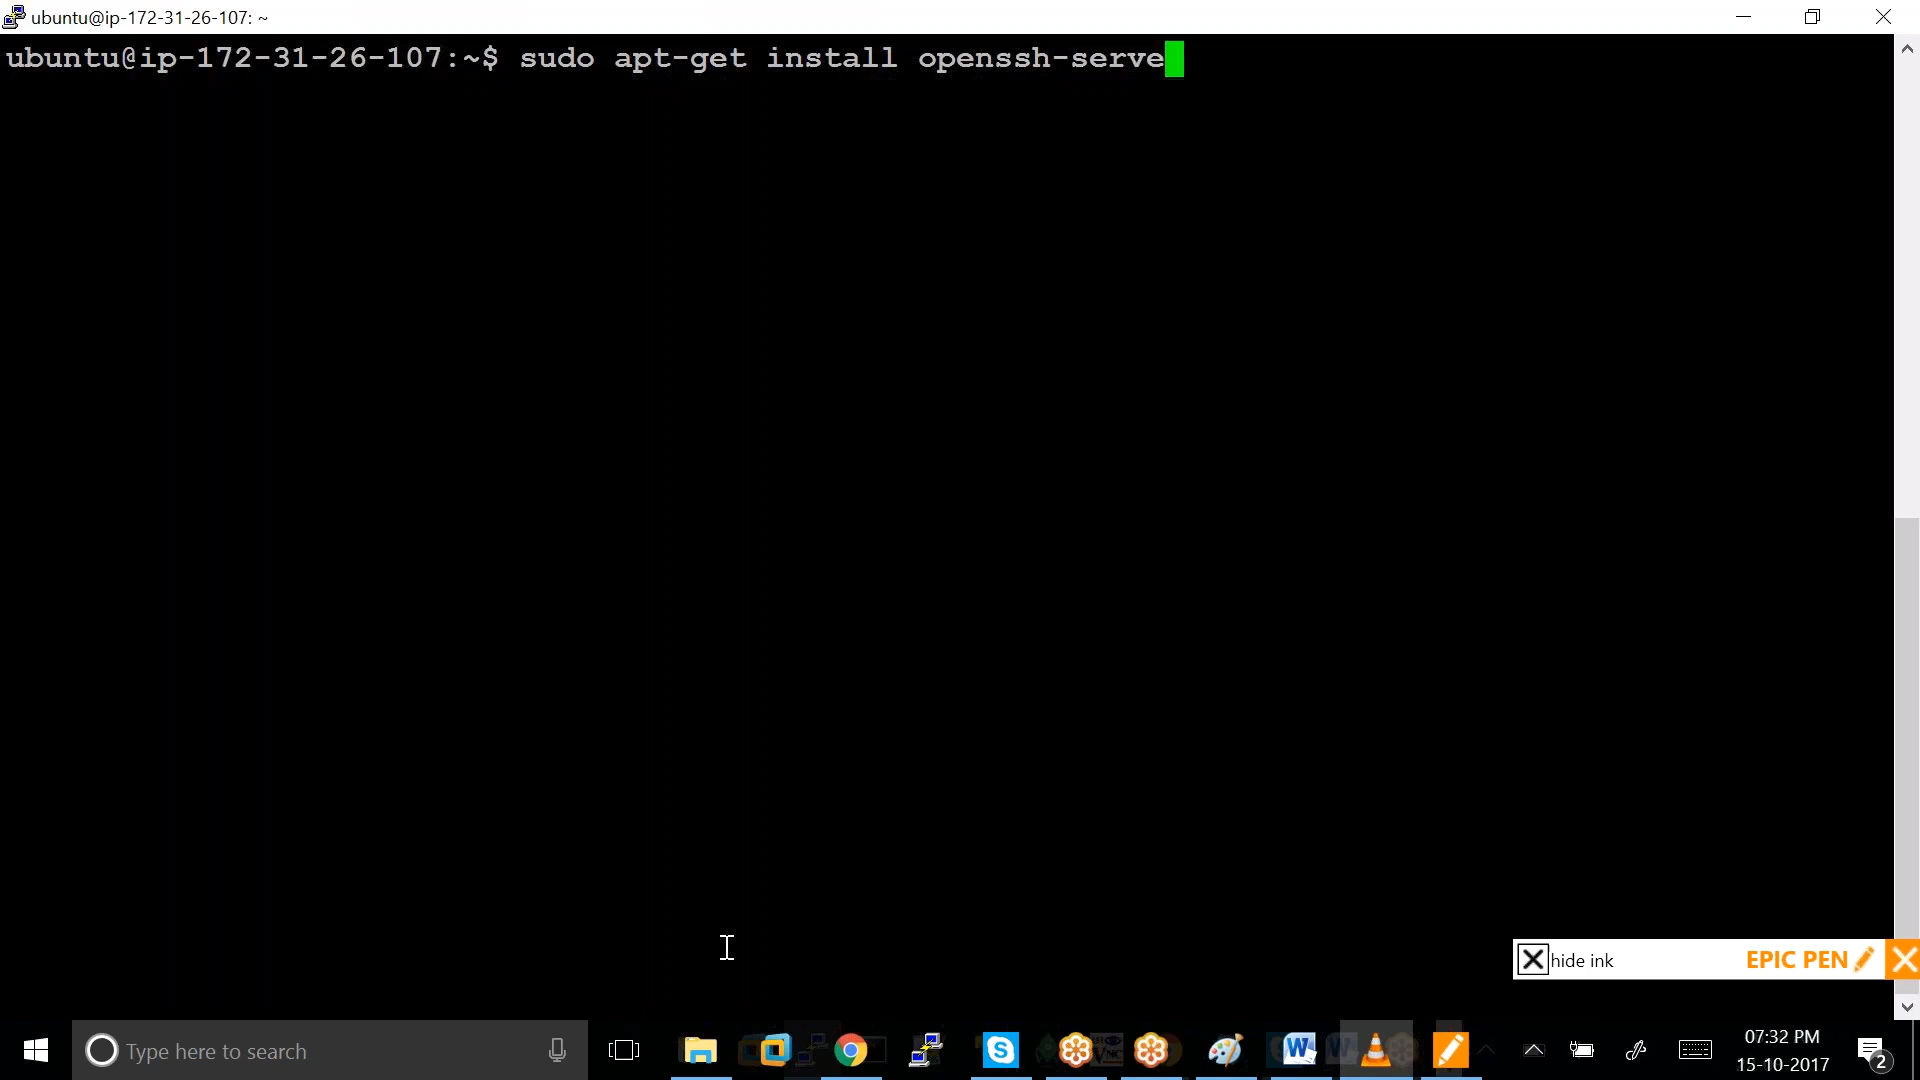 ubuntu@ip-172-31-26-107: ~
ubuntu@ip-172-31-26-107:~$ sudo apt-get install openssh-serve
hide ink
EPIC PEN
Type here to search
07:32 PM
15-10-2017
2